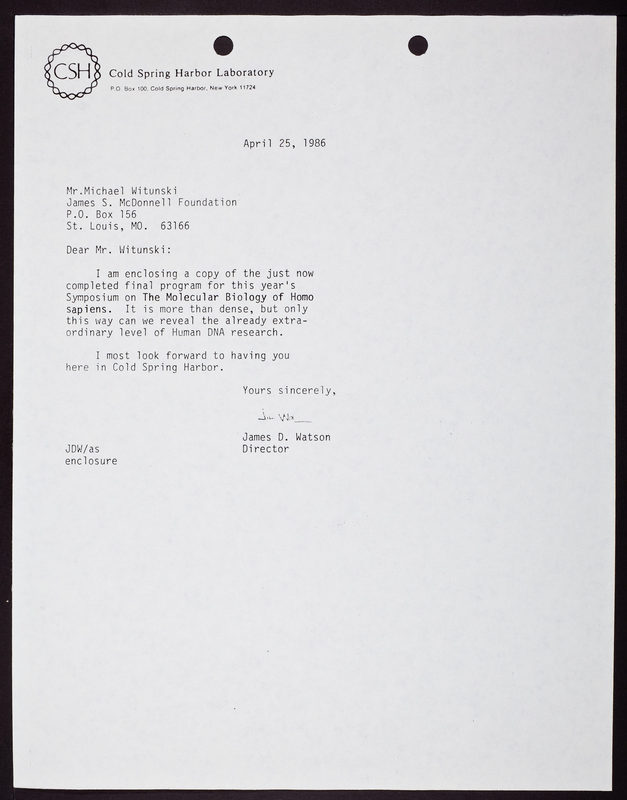 CSH
Cold Spring Harbor Laboratory
P.O. Box 100, Cold Spring Harbor, New York 11724
April 25, 1986
Mr.Michael Witunski
James S. McDonnell Foundation
P.O. Box 156
St. Louis, MO.  63166
Dear Mr. Witunski:
I am enclosing a copy of the just now
completed final program for this year's
Symposium on The Molecular Biology of Homo
sapiens.  It is more than dense, but only
this way can we reveal the already extra-
ordinary level of Human DNA research.
I most look forward to having you
here in Cold Spring Harbor.
Yours sincerely,
James D. Watson
Director
JDW/as
enclosure